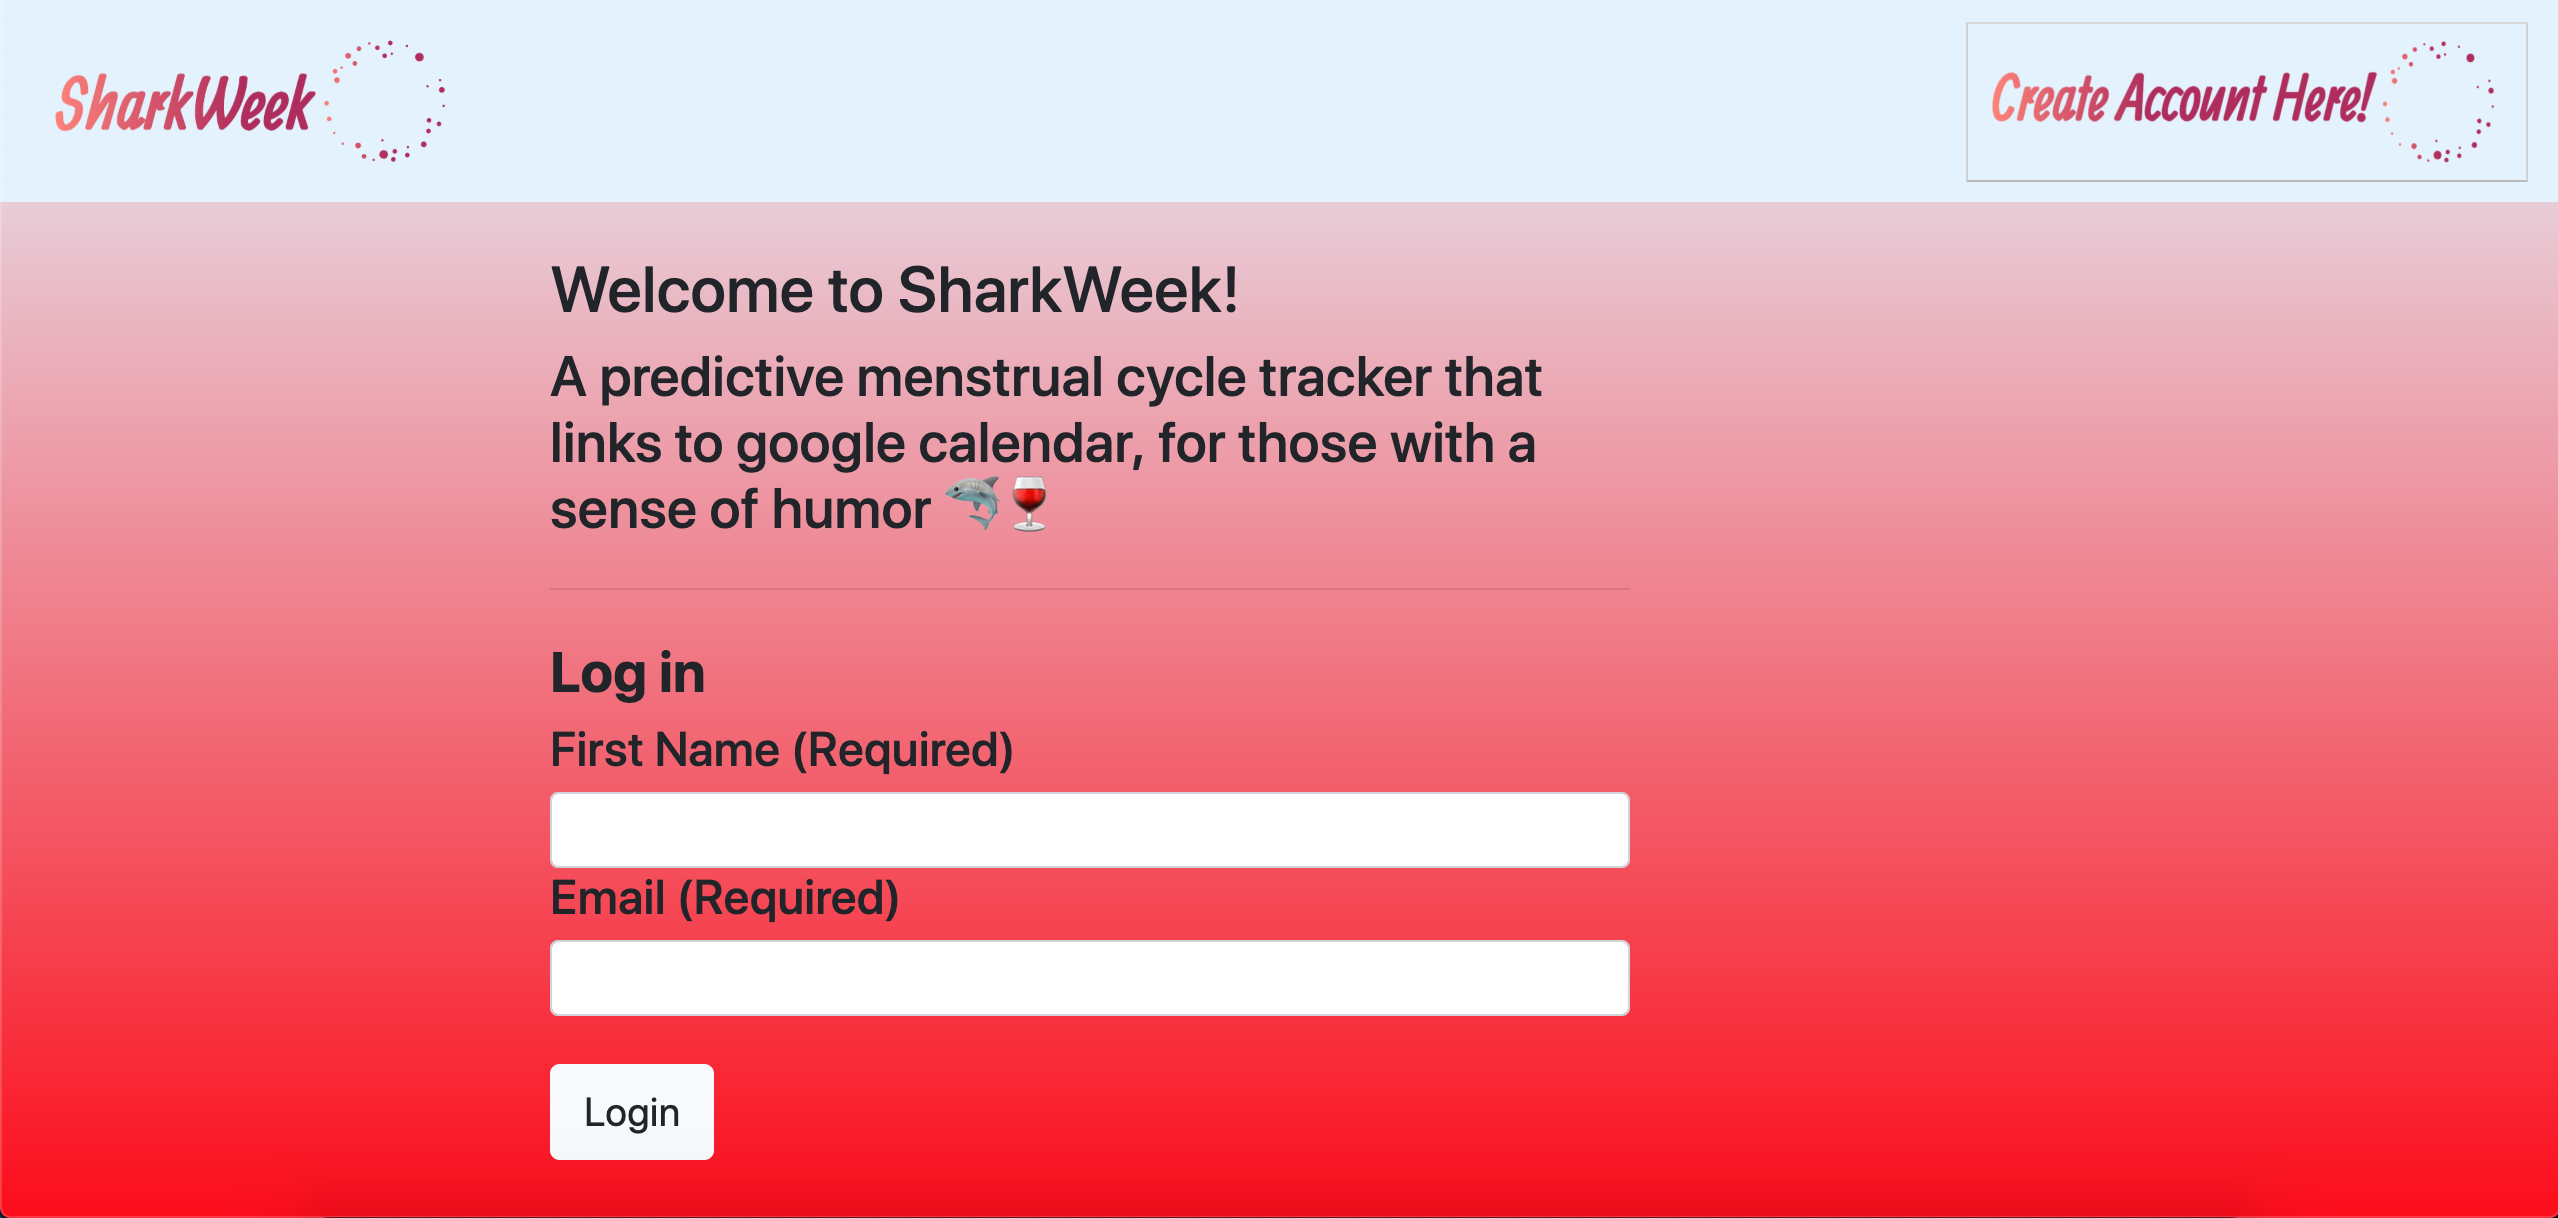 SharkWeek
Create Account Here!
Welcome to SharkWeek!
A predictive menstrual cycle tracker that
links to google calendar, for those with a
sense of humor 🦈🍷
Log in
First Name (Required)
Email (Required)
Login